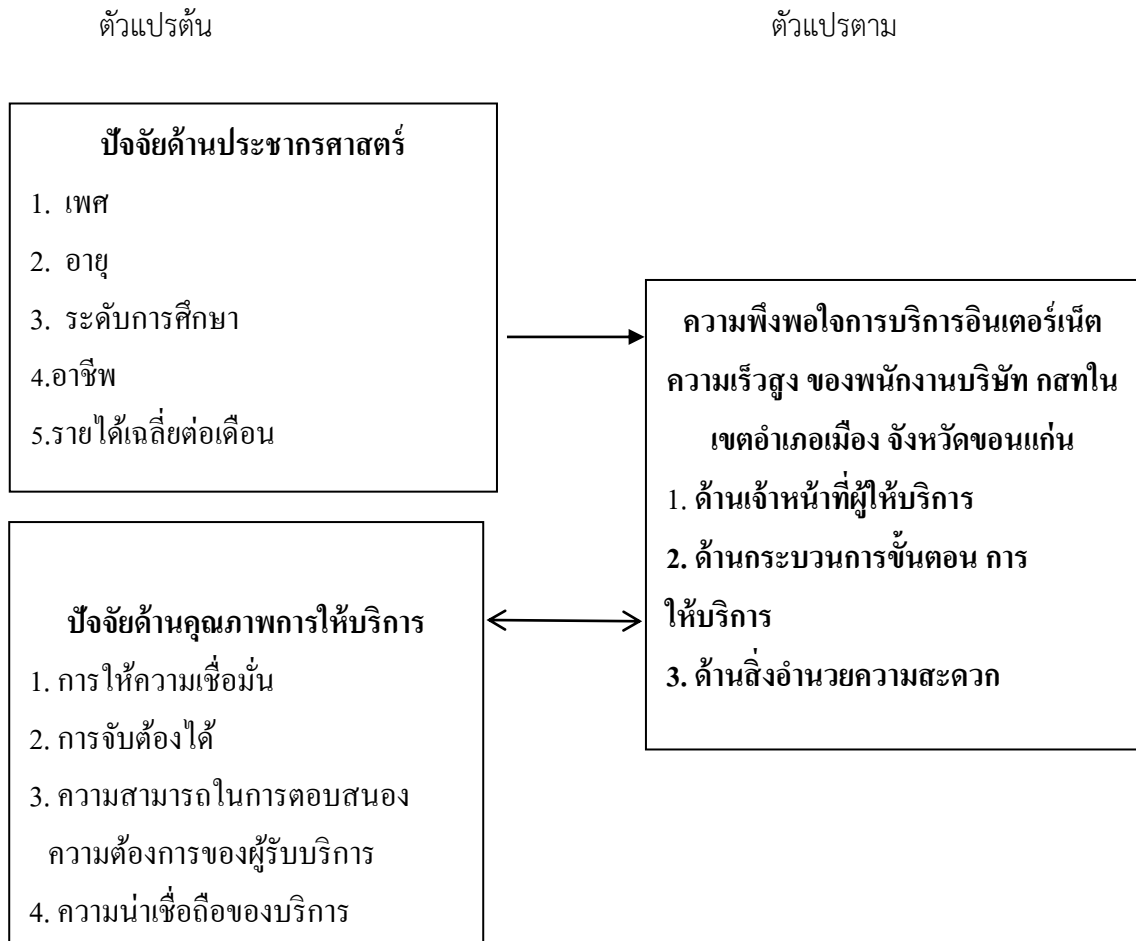 ตัวแปรต้น
ตัวแปรตาม
ปัจจัยด้านประชากรศาสตร์
1. เพศ
2. อายุ
3. ระดับการศึกษา
4.อาชีพ
5.รายได้เฉลี่ยต่อเดือน
ความพึงพอใจการบริการอินเตอร์เน็ต
ความเร็วสูง ของพนักงานบริษัท กสทใน
เขตอำเภอเมือง จังหวัดขอนแก่น
1. ด้านเจ้าหน้าที่ผู้ให้บริการ
2. ด้านกระบวนการขั้นตอน การ
ให้บริการ
3. ด้านสิ่งอำนวยความสะดวก
ปัจจัยด้านคุณภาพการให้บริการ
1. การให้ความเชื่อมั่น
2. การจับต้องได้
3. ความสามารถในการตอบสนอง
ความต้องการของผู้รับบริการ
4. ความน่าเชื่อถือของบริการ